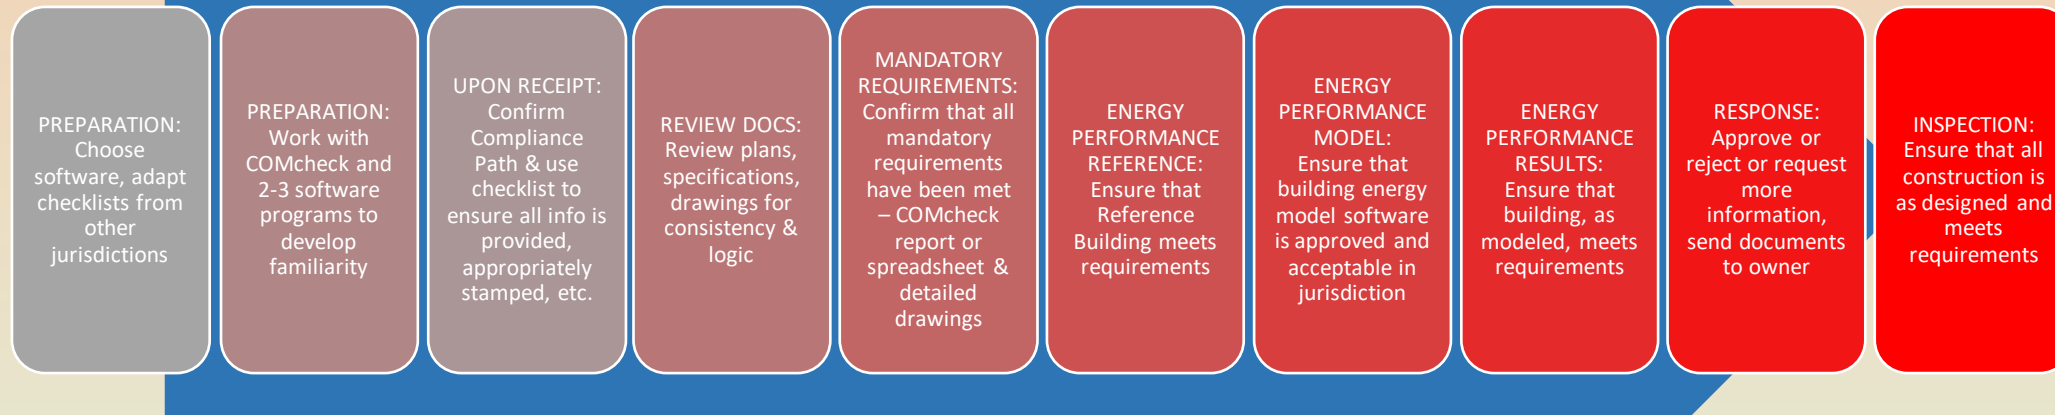 PREPARATION:
Choose
software, adapt
checklists from
other
jurisdictions
PREPARATION:
Work with
COMcheck and
2-3 software
programs to
develop
familiarity
UPON RECEIPT:
Confirm
Compliance
Path & use
checklist to
ensure all info is
provided,
appropriately
stamped, etc.
REVIEW DOCS:
Review plans,
specifications,
drawings for
consistency &
logic
MANDATORY
REQUIREMENTS:
Confirm that all
mandatory
requirements
have been met
– COMcheck
report or
spreadsheet &
detailed
drawings
ENERGY
PERFORMANCE
REFERENCE:
Ensure that
Reference
Building meets
requirements
ENERGY
PERFORMANCE
MODEL:
Ensure that
building energy
model software
is approved and
acceptable in
jurisdiction
ENERGY
PERFORMANCE
RESULTS:
Ensure that
building, as
modeled, meets
requirements
RESPONSE:
Approve or
reject or request
more
information,
send documents
to owner
INSPECTION:
Ensure that all
construction is
as designed and
meets
requirements